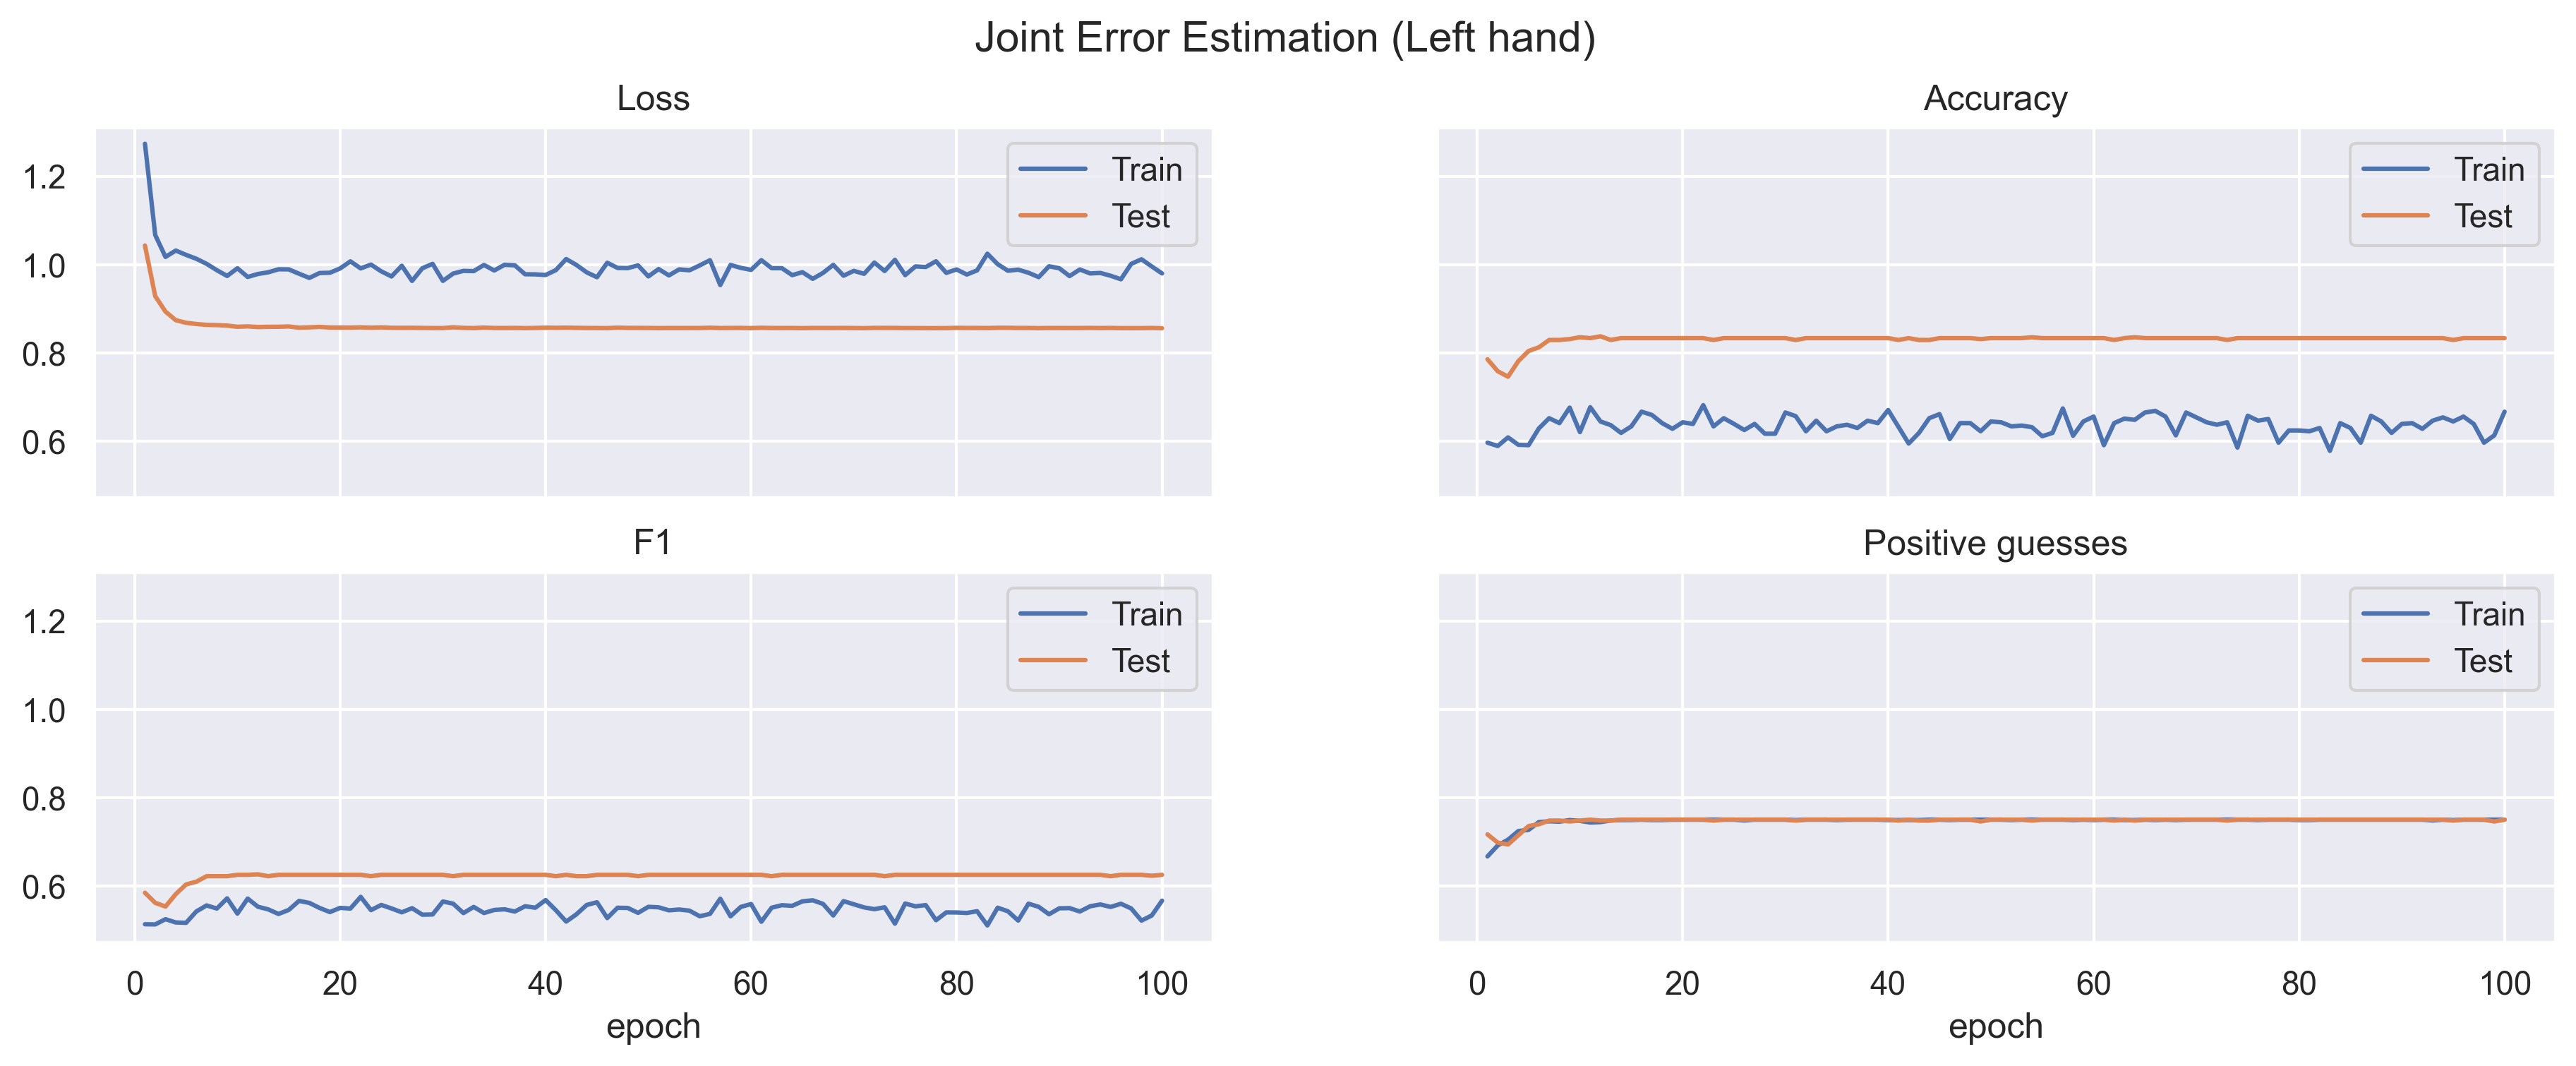 Joint Error Estimation (Left hand)
Loss
Train
Test
1.2
1.0
0.8
0.6
Accuracy
Train
Test
F1
Train
Test
1.2
1.0
0.8
0.6
0 20 40 60 80 100
epoch
Positive guesses
Train
Test
0 20 40 60 80 100
epoch